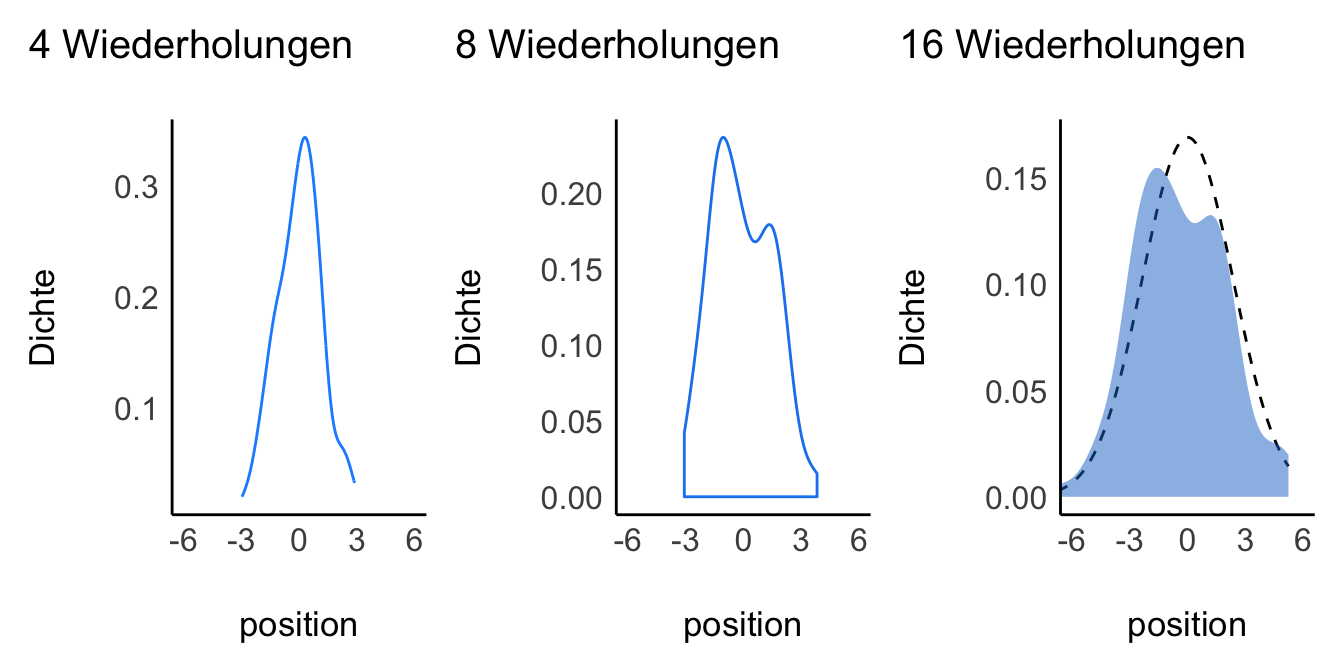 4 Wiederholungen
Dichte
0.3
0.2
0.1
-6 -3 0 3 6
position
8 Wiederholungen
Dichte
0.20
0.15
0.10
0.05
0.00
-6 -3 0 3 6
position
16 Wiederholungen
Dichte
0.15
0.10
0.05
0.00
-6 -3 0 3 6
position